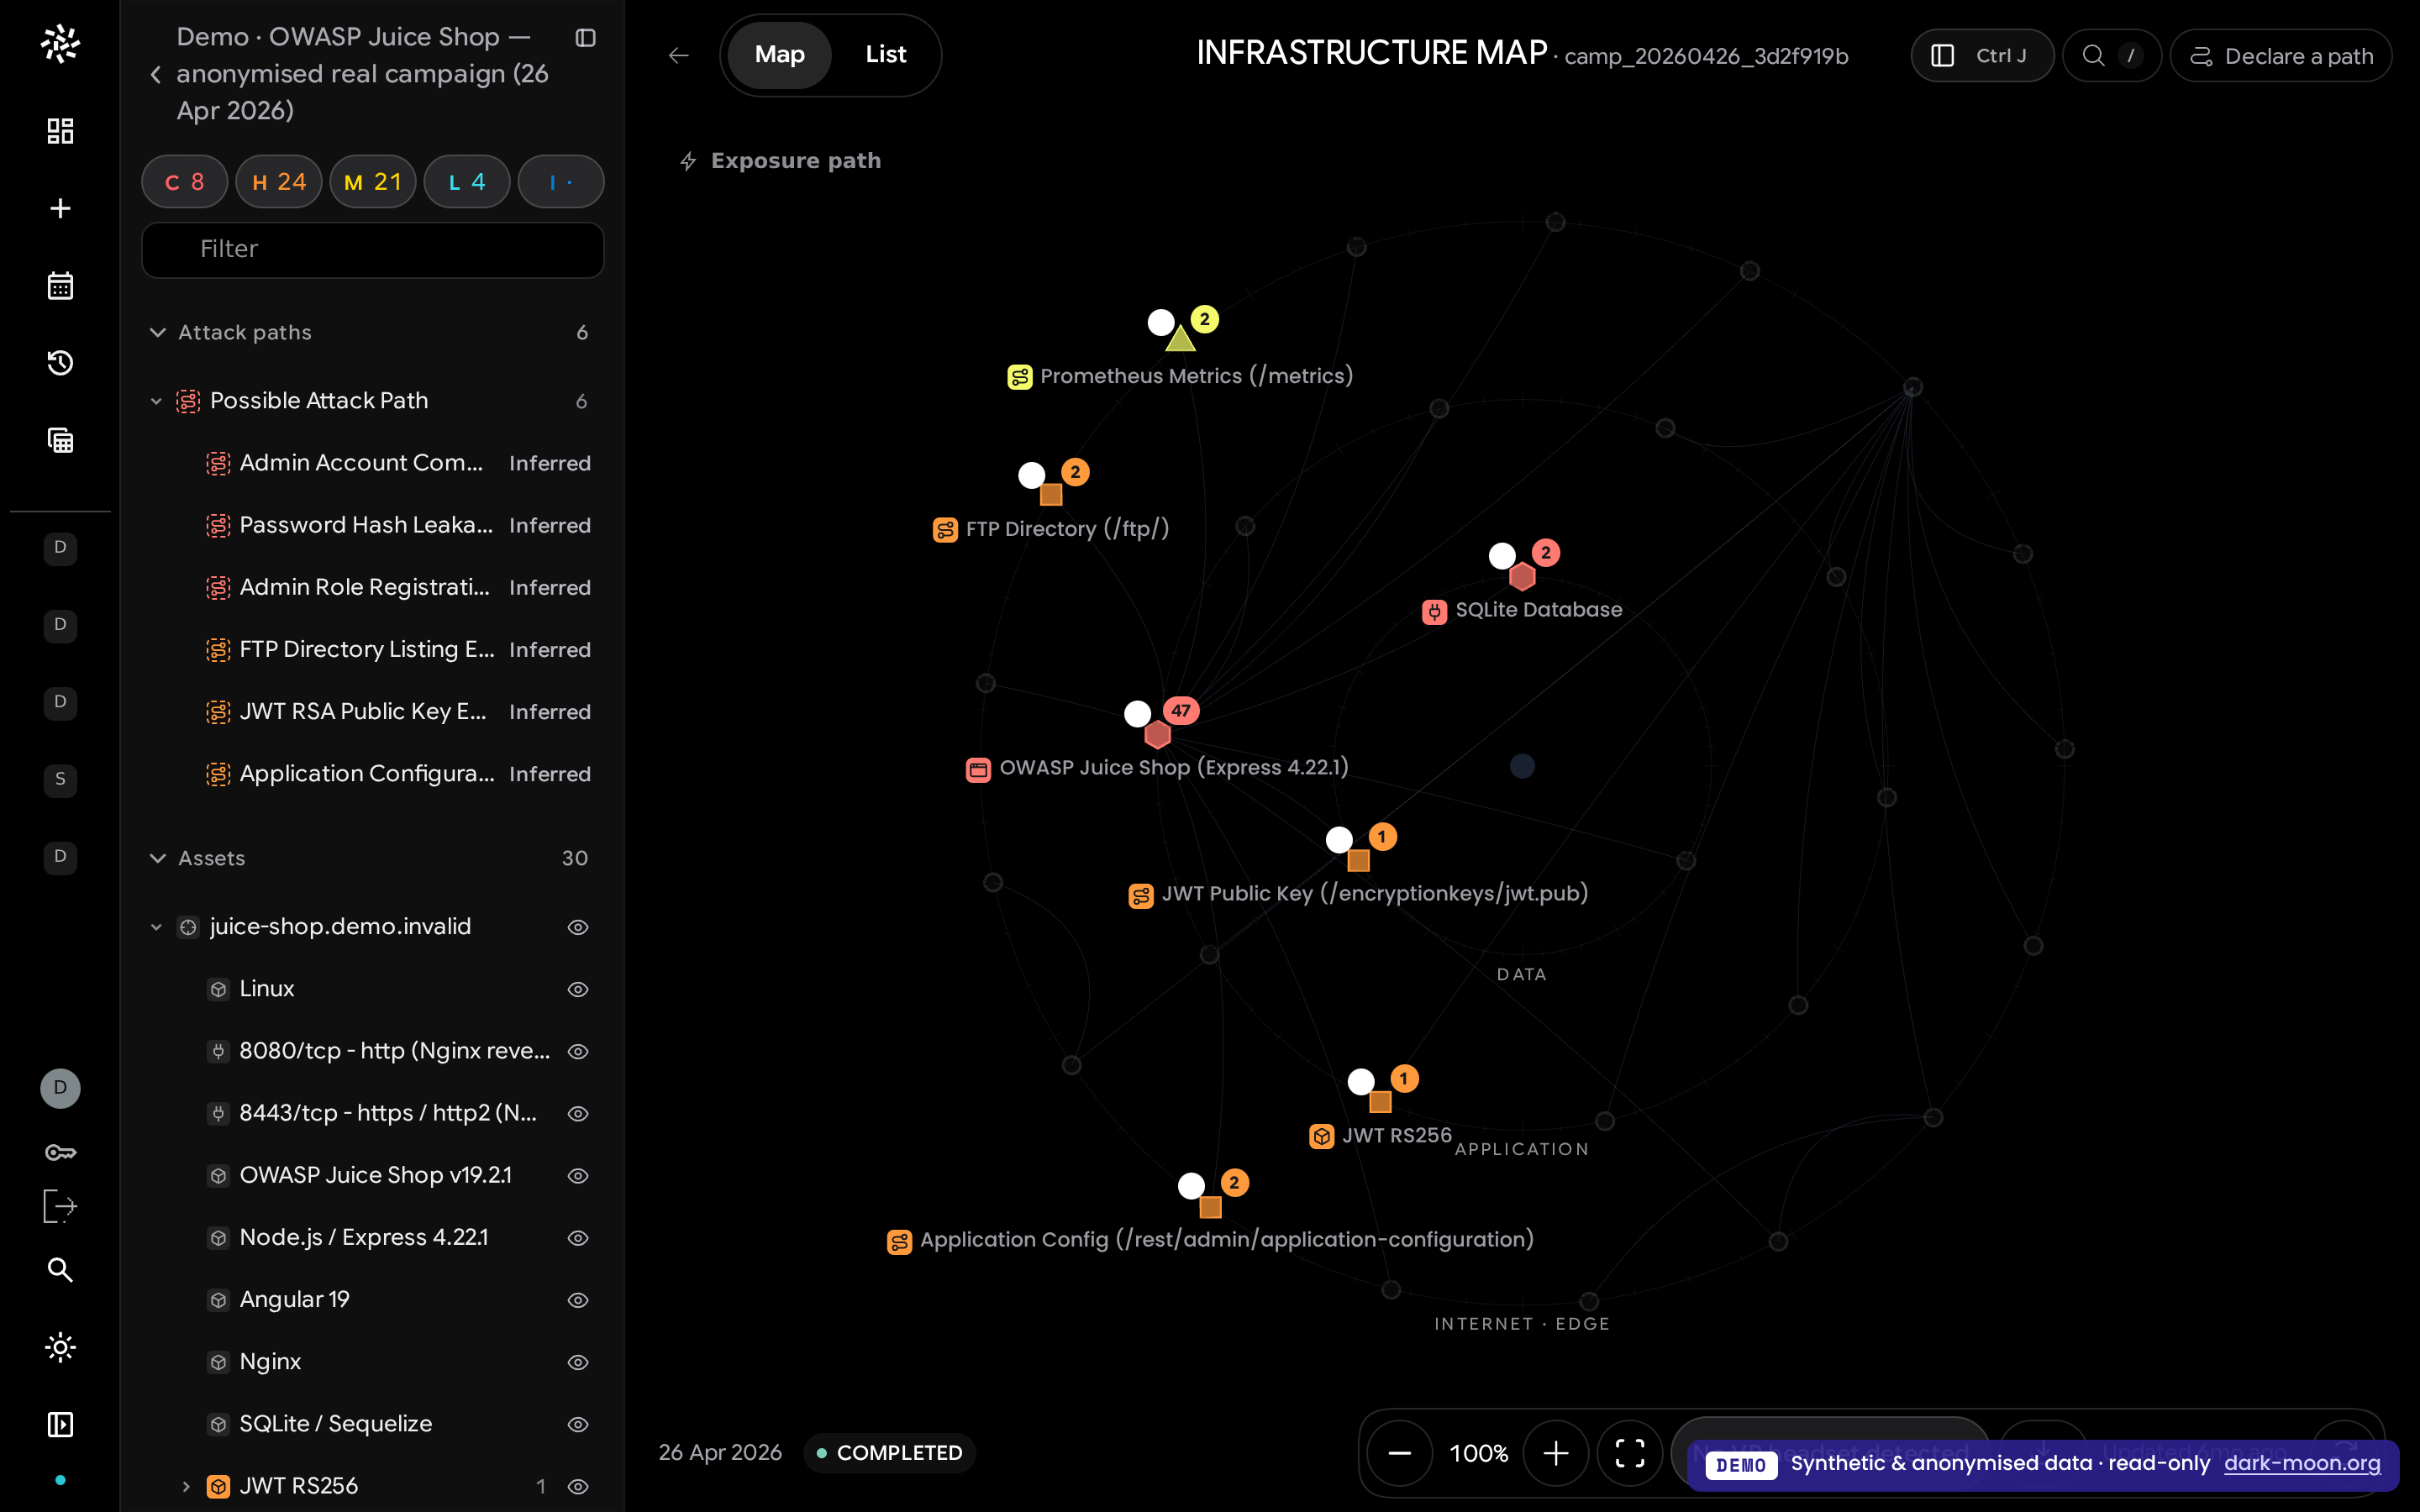 Demo · OWASP Juice Shop —
anonymised real campaign (26
Apr 2026)
C 8
H 24
M 21
L 4
I ·
Filter
Attack paths 6
Possible Attack Path 6
Admin Account Com... Inferred
Password Hash Leaka... Inferred
Admin Role Registrati... Inferred
FTP Directory Listing E... Inferred
JWT RSA Public Key E... Inferred
Application Configura... Inferred
Assets 30
juice-shop.demo.invalid
Linux
8080/tcp - http (Nginx reve...
8443/tcp - https / http2 (N...
OWASP Juice Shop v19.2.1
Node.js / Express 4.22.1
Angular 19
Nginx
SQLite / Sequelize
JWT RS256 1
D
D
D
S
D
D
Map
List
INFRASTRUCTURE MAP · camp_20260426_3d2f919b
Ctrl J
/
Declare a path
Exposure path
2
Prometheus Metrics (/metrics)
2
FTP Directory (/ftp/)
2
SQLite Database
47
OWASP Juice Shop (Express 4.22.1)
1
JWT Public Key (/encryptionkeys/jwt.pub)
DATA
1
JWT RS256
APPLICATION
2
Application Config (/rest/admin/application-configuration)
INTERNET · EDGE
26 Apr 2026
COMPLETED
100%
No VR headset detected
Updated 6mo ago
DEMO Synthetic & anonymised data · read-only dark-moon.org